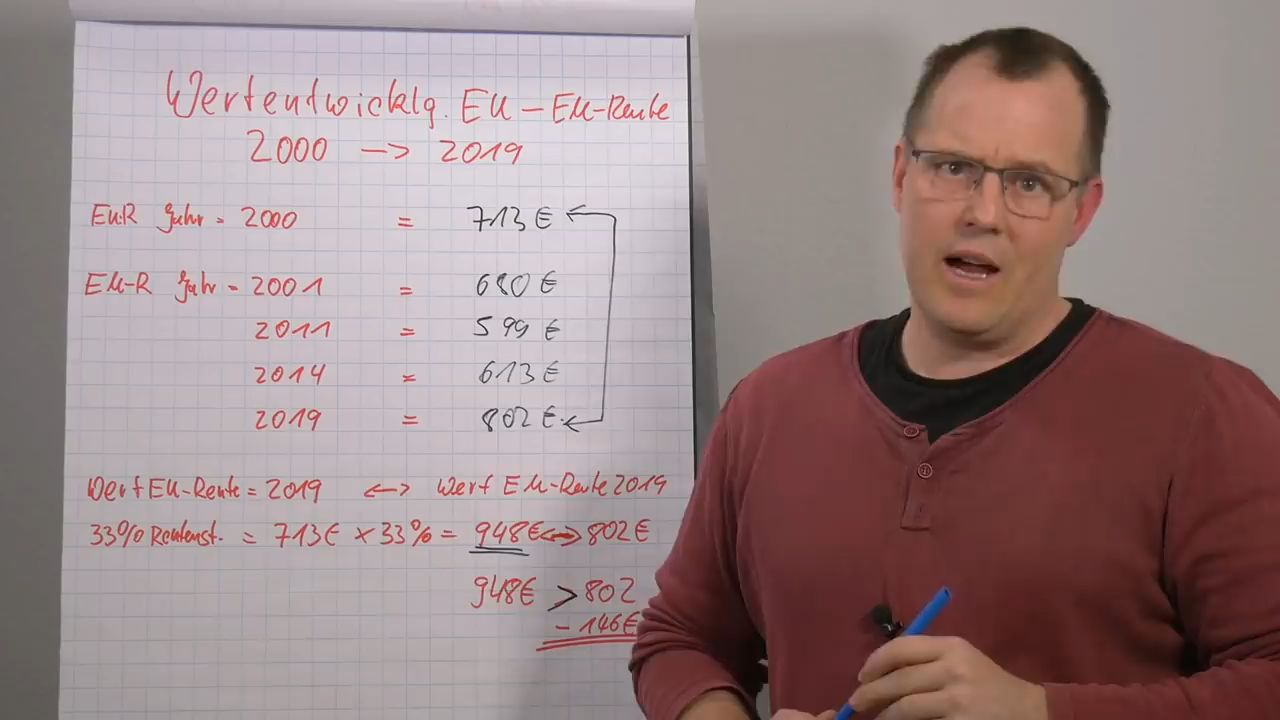 Wertentwicklg. EU-EM-Rente
2000 -> 2019
EU.R Jahr = 2000 = 713€
EM-R Jahr = 2001 = 680€
2011 = 599€
2014 = 613€
2019 = 802€
Wert EU-Rente = 2019 <-> Wert EM-Rente 2019
33% Rentenst. = 713€ x 33% = 948€ <-> 802€
948€ > 802
- 146€